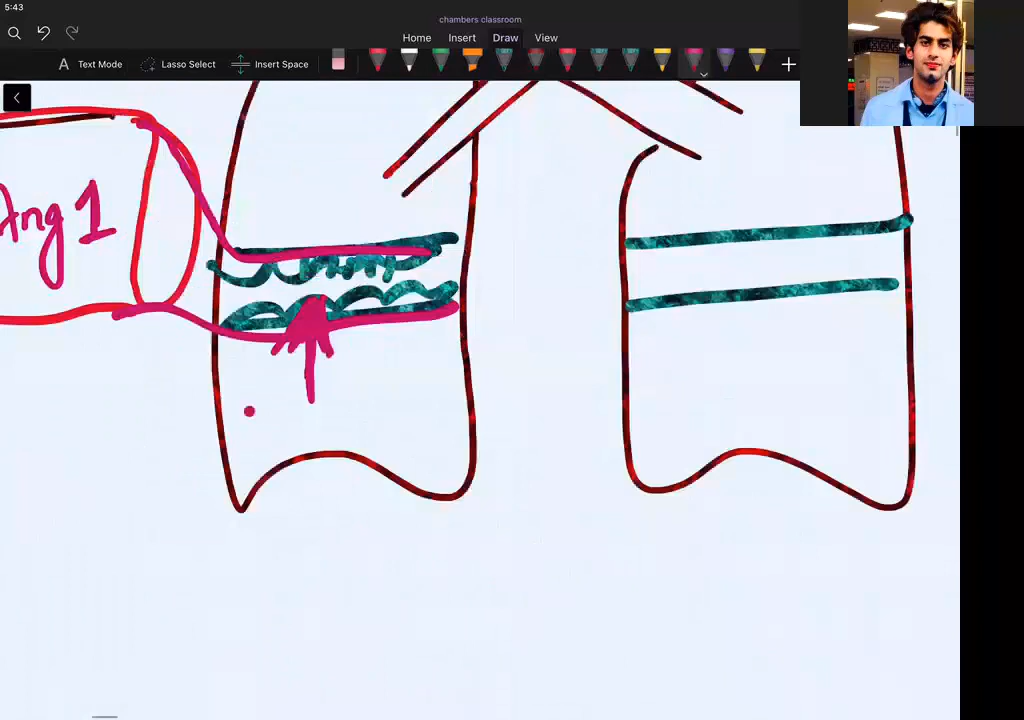 5:43
chambers classroom
Home Insert Draw View
Text Mode Lasso Select Insert Space
Ang 1